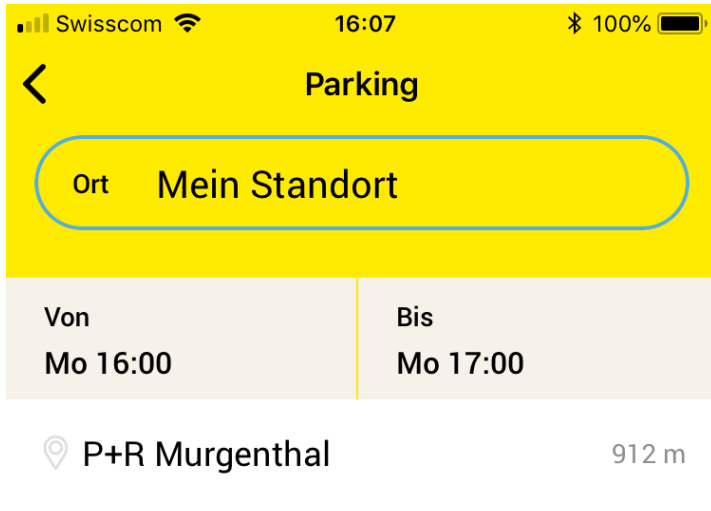 Swisscom 16:07 100%
Parking
Ort Mein Standort
Von Bis
Mo 16:00 Mo 17:00
P+R Murgenthal 912 m